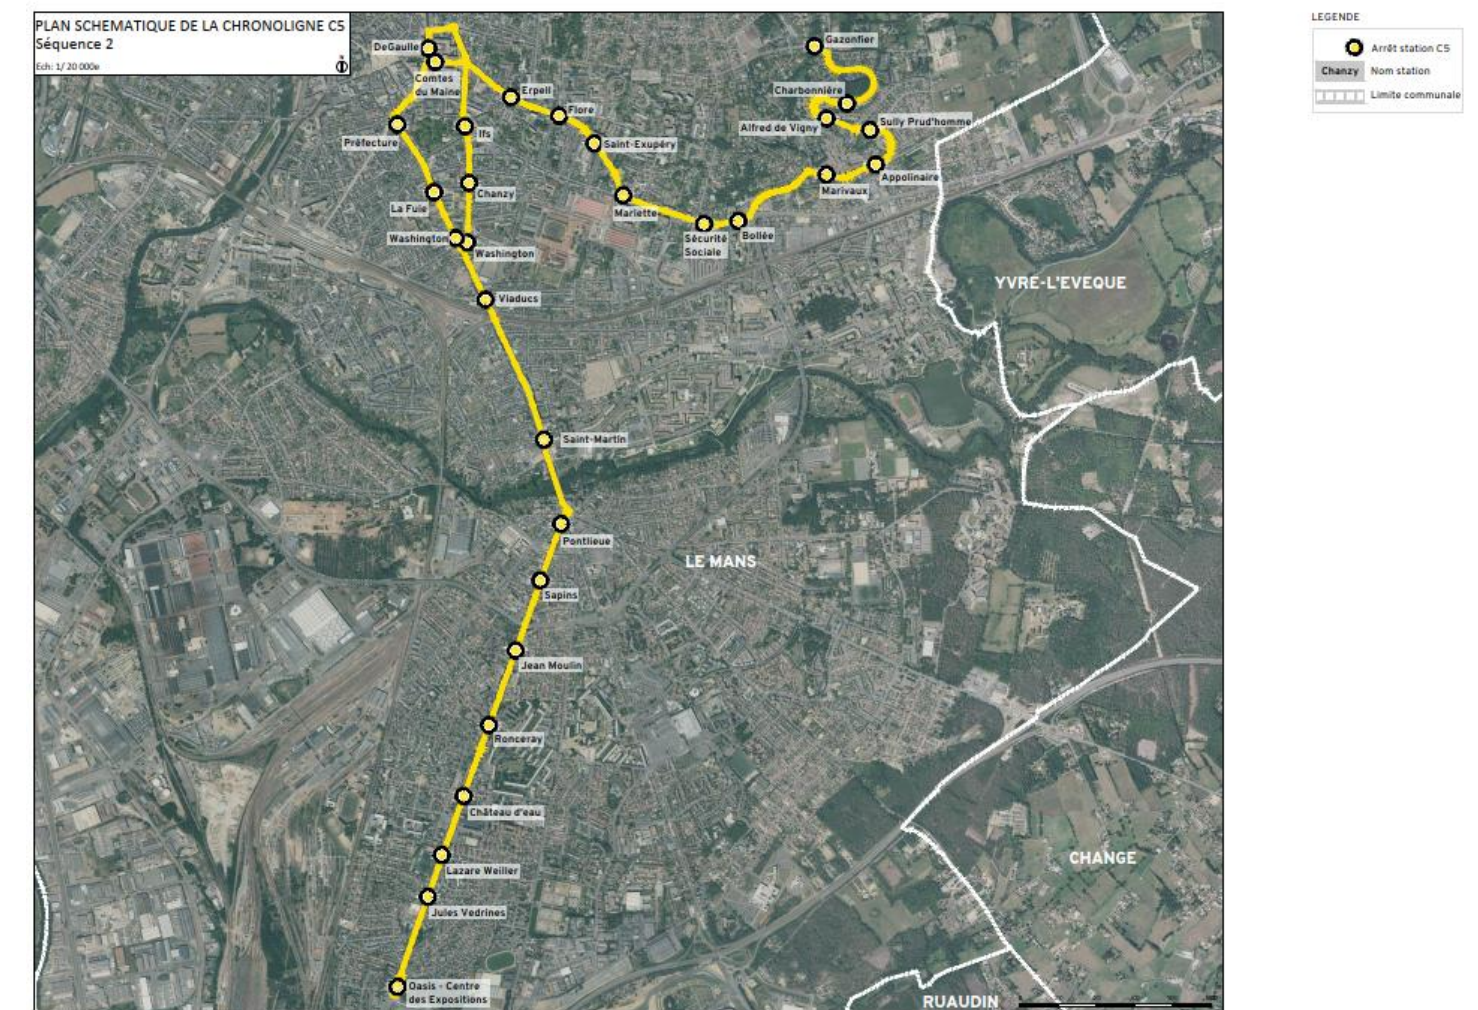 PLAN SCHEMATIQUE DE LA CHRONOLIGNE C5
Séquence 2
Ech: 1/ 20 000e
N
LEGENDE
Arrêt station C5
Chanzy
Nom station
Limite communale
DeGaulle
Comtes
du Maine
Préfecture
Ifs
Erpell
Flore
Saint-Exupéry
Gazonfier
Charbonnière
Alfred de Vigny
Sully Prud'homme
Appolinaire
Marivaux
Bollée
Sécurité
Sociale
Mariette
Chanzy
La Fuie
Washington
Washington
Viaducs
YVRE-L'EVEQUE
Saint-Martin
Pontlieue
LE MANS
Sapins
Jean Moulin
Ronceray
Château d'eau
Lazare Weiller
Jules Vedrines
CHANGE
Oasis - Centre
des Expositions
RUAUDIN